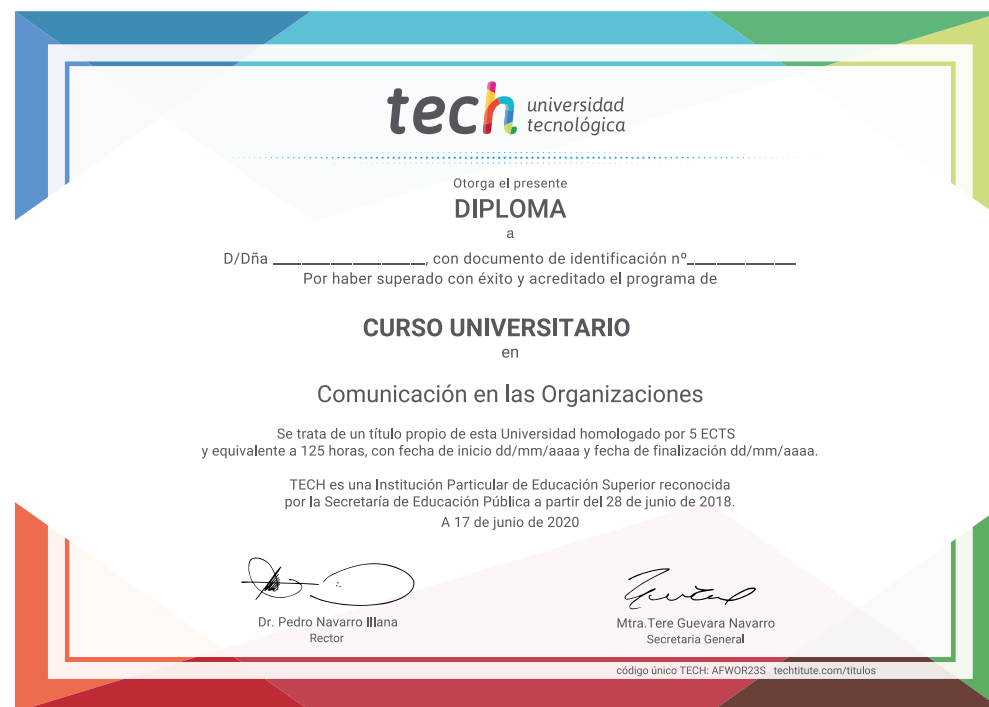 tech universidad
tecnológica
Otorga el presente
DIPLOMA
a
D/Dña ________________, con documento de identificación nº____________
Por haber superado con éxito y acreditado el programa de
CURSO UNIVERSITARIO
en
Comunicación en las Organizaciones
Se trata de un título propio de esta Universidad homologado por 5 ECTS
y equivalente a 125 horas, con fecha de inicio dd/mm/aaaa y fecha de finalización dd/mm/aaaa.
TECH es una Institución Particular de Educación Superior reconocida
por la Secretaría de Educación Pública a partir del 28 de junio de 2018.
A 17 de junio de 2020
Dr. Pedro Navarro Illana
Rector
Mtra.Tere Guevara Navarro
Secretaria General
código único TECH: AFWOR23S techtitute.com/titulos